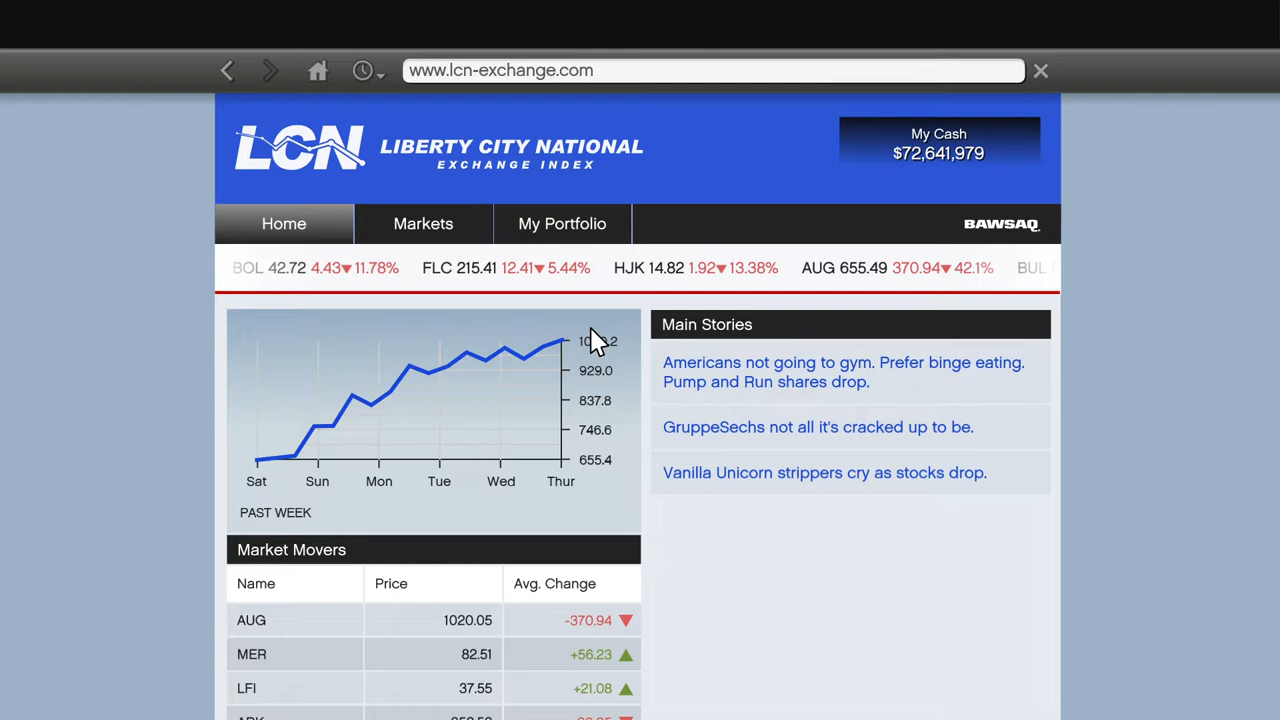 www.lcn-exchange.com
LCN
LIBERTY CITY NATIONAL
EXCHANGE INDEX
My Cash
$72,641,979
Home Markets My Portfolio BAWSAQ
BOL 42.72 4.43▼11.78% FLC 215.41 12.41▼5.44% HJK 14.82 1.92▼13.38% AUG 655.49 370.94▼42.1% BUL
929.0
837.8
746.6
655.4
Sat Sun Mon Tue Wed Thur
PAST WEEK
Main Stories
Americans not going to gym. Prefer binge eating.
Pump and Run shares drop.
GruppeSechs not all it's cracked up to be.
Vanilla Unicorn strippers cry as stocks drop.
Market Movers
Name Price Avg. Change
AUG 1020.05 -370.94 ▼
MER 82.51 +56.23 ▲
LFI 37.55 +21.08 ▲